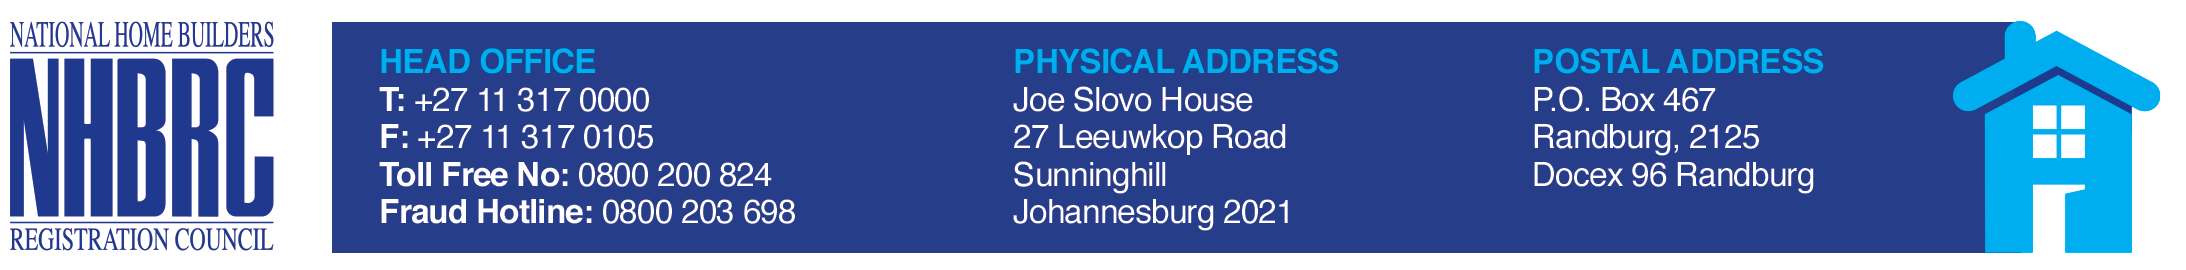 NATIONAL HOME BUILDERS
NHBRC
REGISTRATION COUNCIL
HEAD OFFICE
T: +27 11 317 0000
F: +27 11 317 0105
Toll Free No: 0800 200 824
Fraud Hotline: 0800 203 698
PHYSICAL ADDRESS
Joe Slovo House
27 Leeuwkop Road
Sunninghill
Johannesburg 2021
POSTAL ADDRESS
P.O. Box 467
Randburg, 2125
Docex 96 Randburg